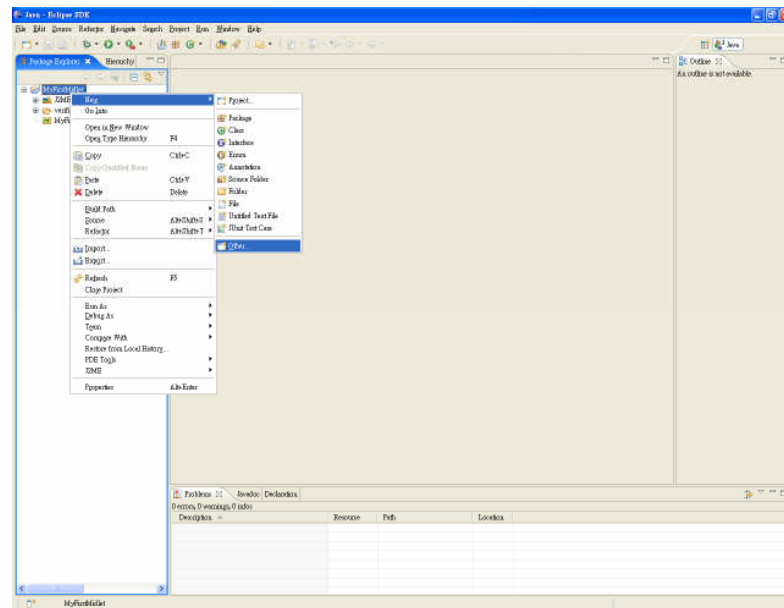 Java - Eclipse SDK
File Edit Source Refactor Navigate Search Project Run Window Help
Java
Package Explorer
Hierarchy
Outline
An outline is not available.
MyFirstMidlet
New
Go Into
Open in New Window
Open Type Hierarchy F4
Copy Ctrl+C
Copy Qualified Name
Paste Ctrl+V
Delete Delete
Build Path
Source Alt+Shift+S
Refactor Alt+Shift+T
Import...
Export...
Refresh F5
Close Project
Run As
Debug As
Team
Compare With
Restore from Local History...
PDE Tools
J2ME
Properties Alt+Enter
Project...
Package
Class
Interface
Enum
Annotation
Source Folder
Folder
File
Untitled Text File
JUnit Test Case
Other...
Problems Javadoc Declaration
0 errors, 0 warnings, 0 infos
Description Resource Path Location
MyFirstMidlet